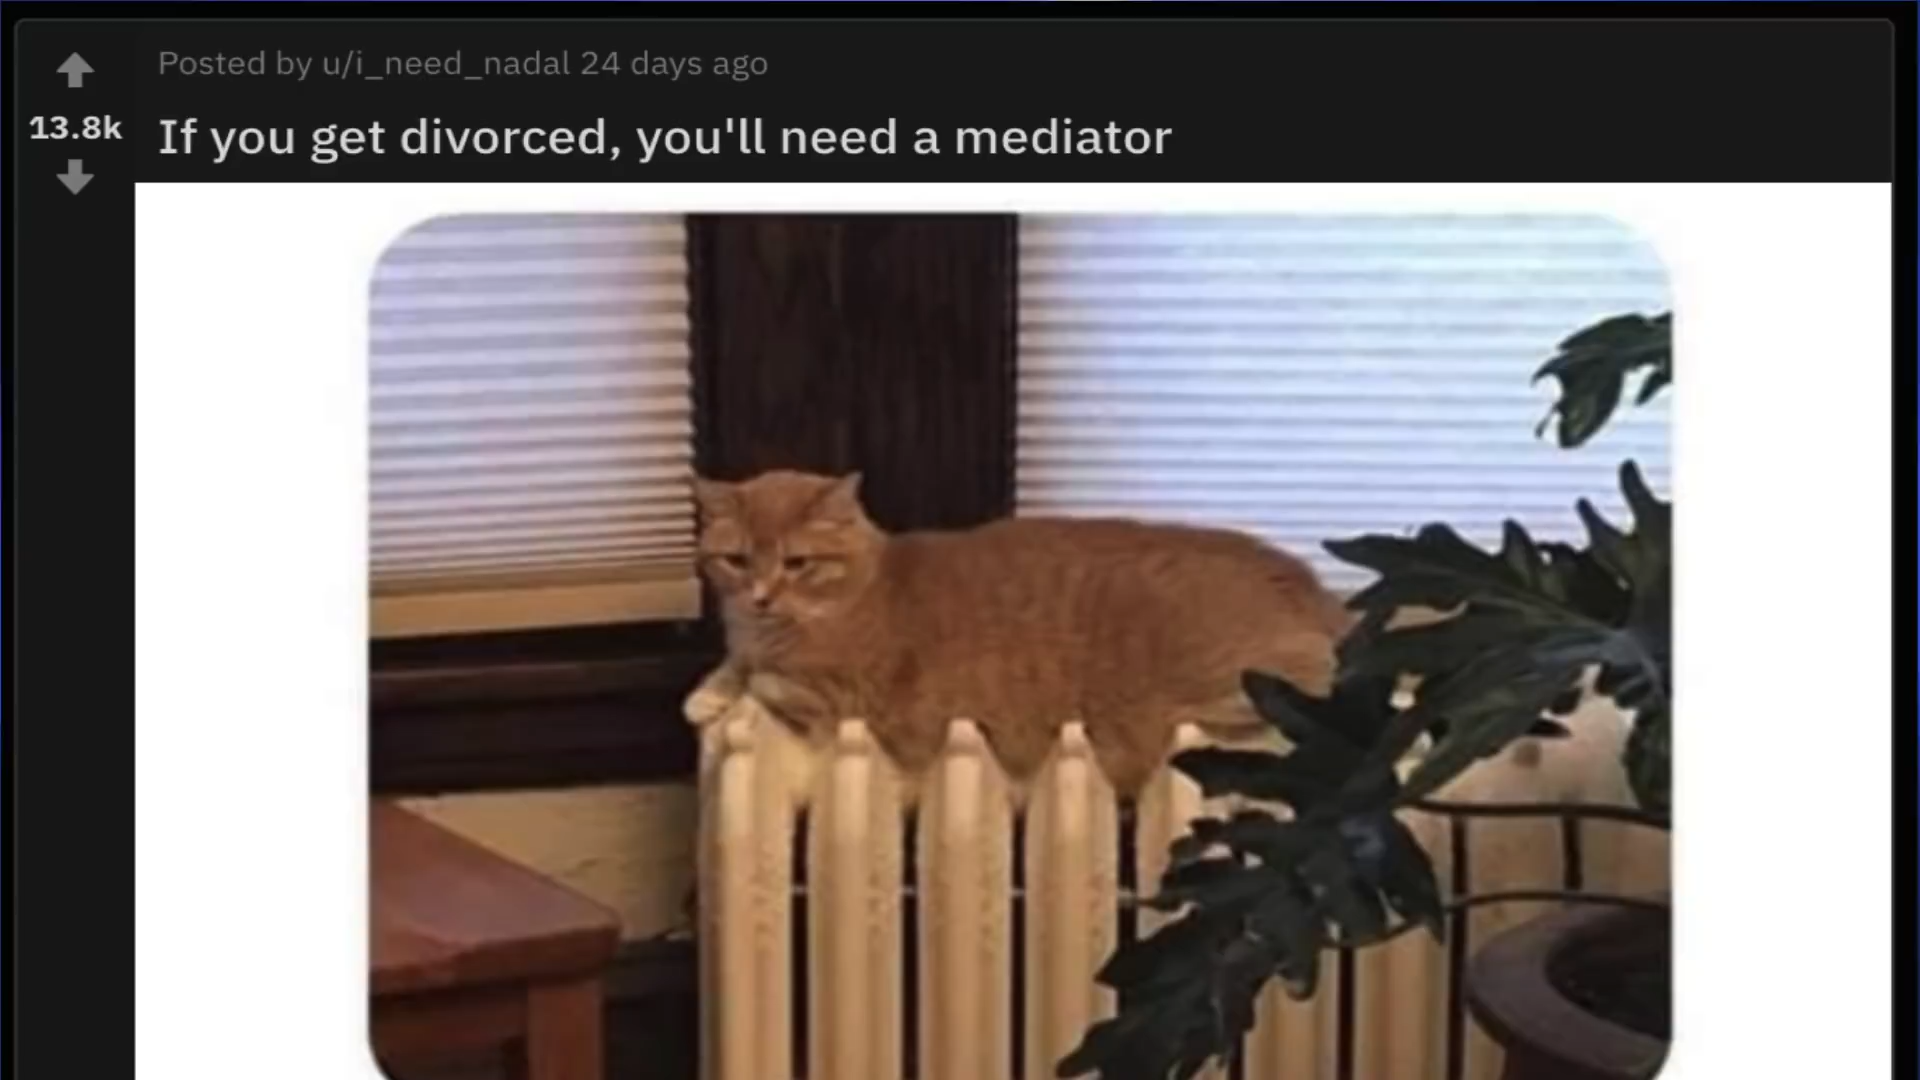 Posted by u/i_need_nadal 24 days ago
13.8k
If you get divorced, you'll need a mediator